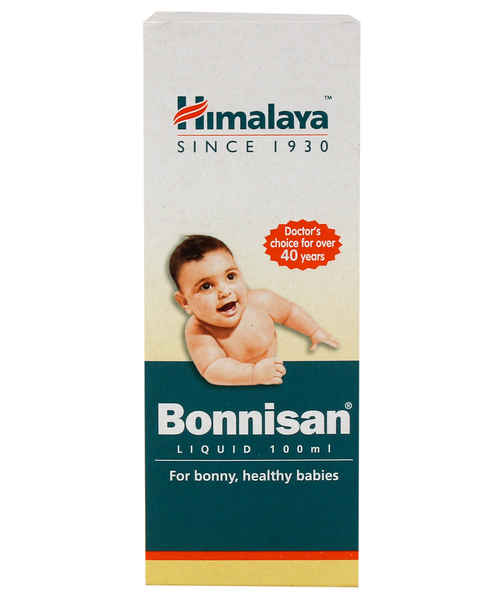 Himalaya™
SINCE 1930
Doctor's
choice for over
40 years
Bonnisan®
LIQUID 100ml
For bonny, healthy babies